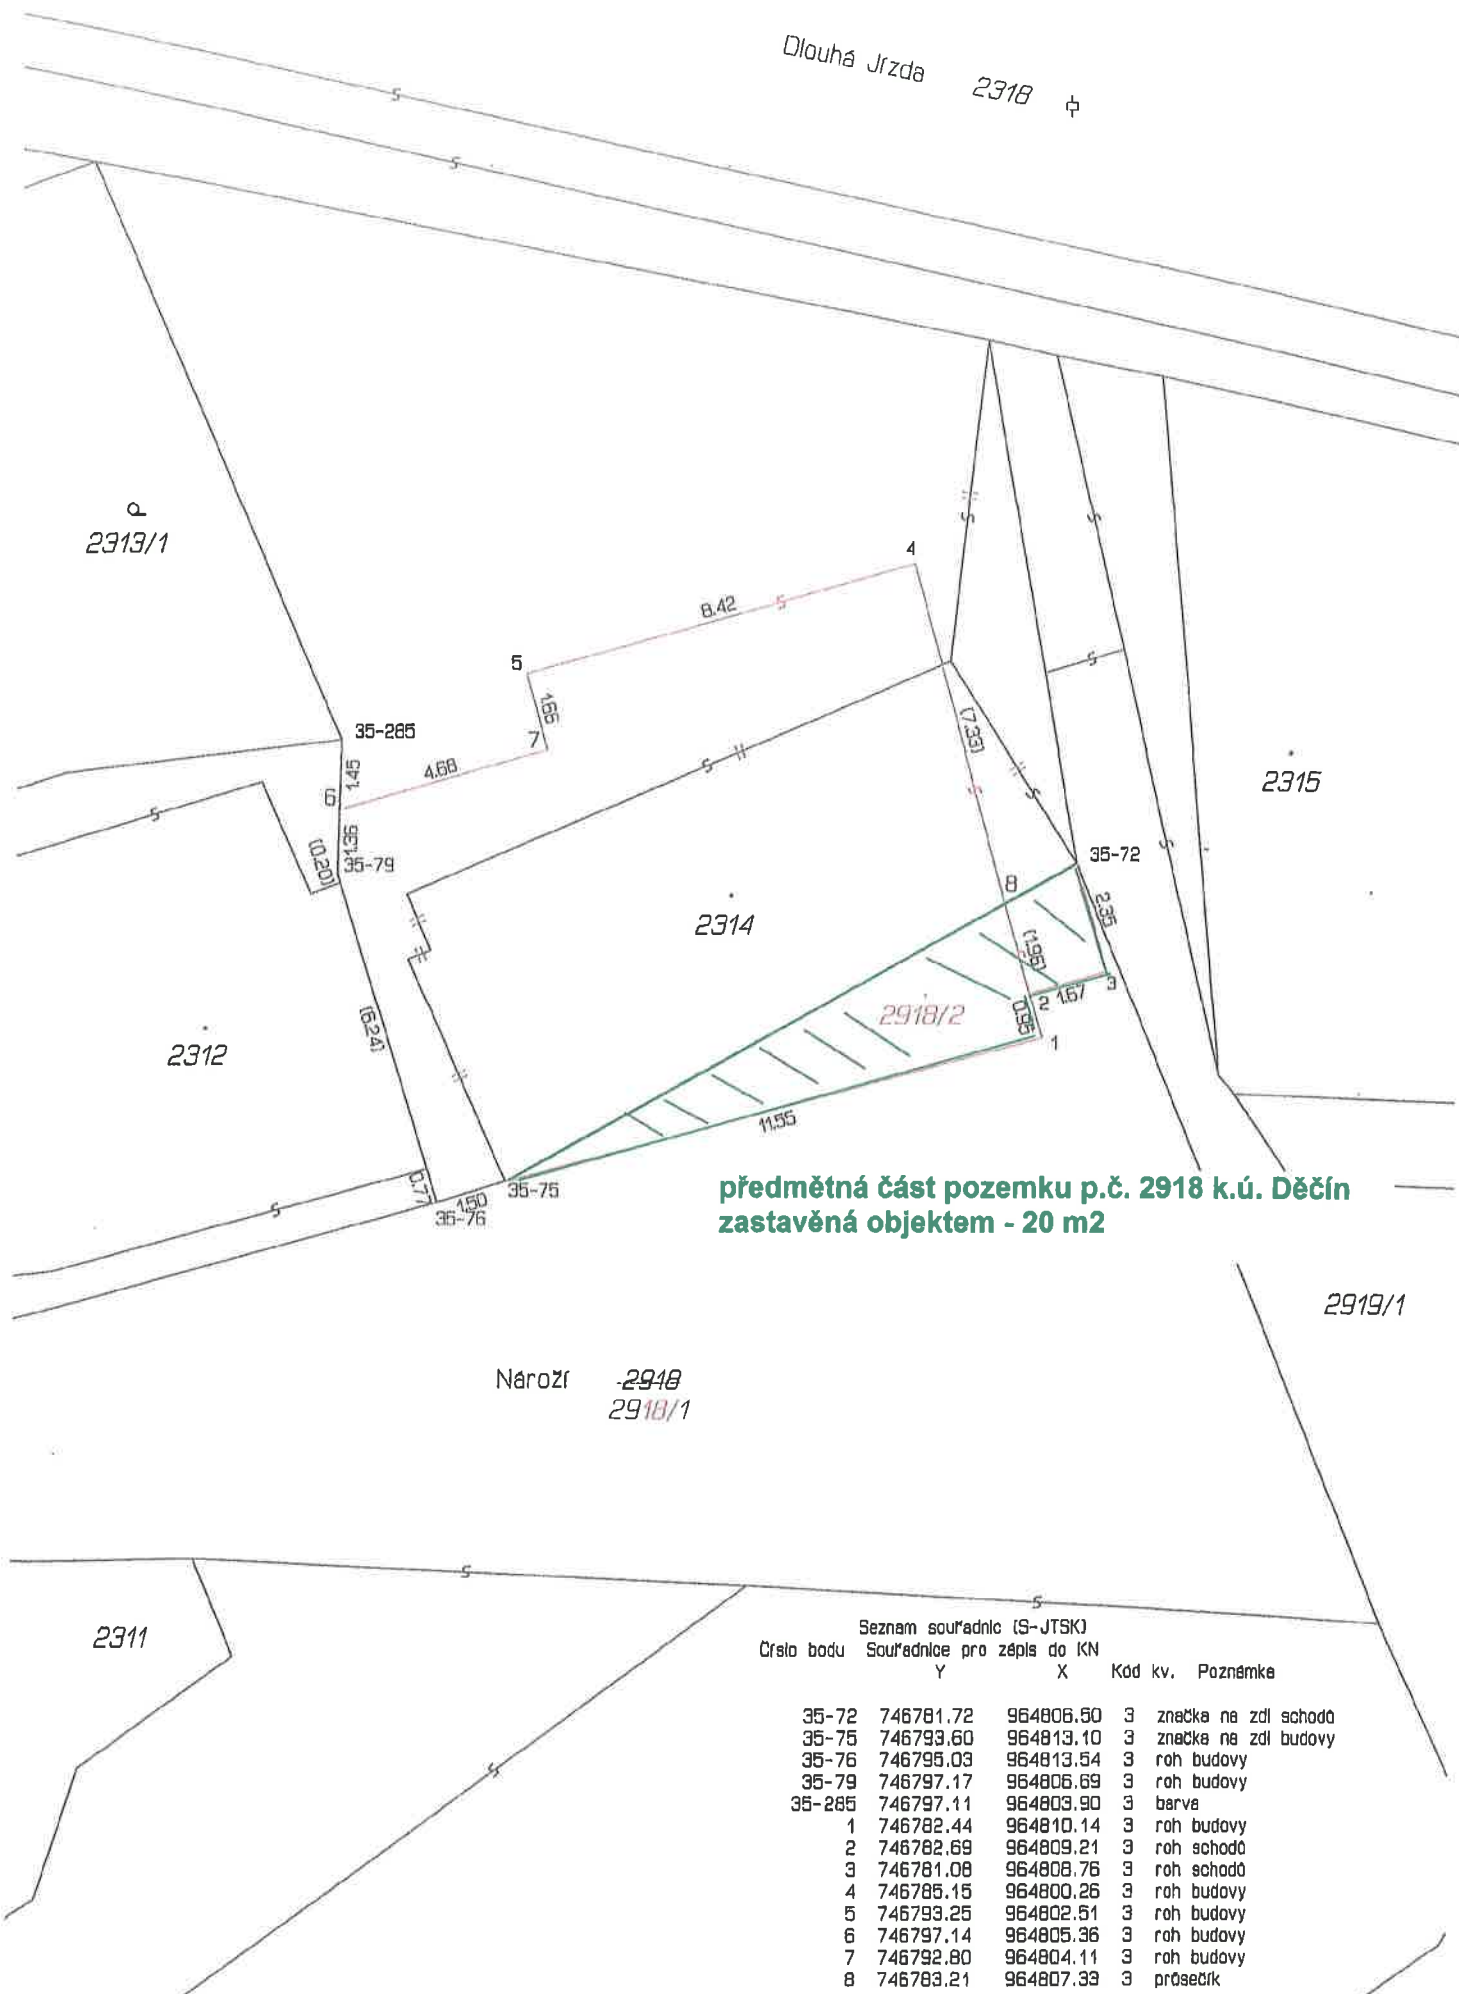 Dlouhá Jízda 2318
2313/1
4
8.42
5
1.66
7
35-285
4.68
1.45
6
1.36
(0.20)
35-79
(7.33)
2315
35-72
8
2.35
2314
(1.96)
3
2
1.67
2918/2
0.95
1
2312
(6.24)
11.55
0.77
1.50
35-75
35-76
předmětná část pozemku p.č. 2918 k.ú. Děčín
zastavěná objektem - 20 m2
2919/1
Nároží 2918
2918/1
2311
Seznam souřadnic (S-JTSK)
Číslo bodu Souřadnice pro zápis do KN
Y X Kód kv. Poznámka
35-72 746781.72 964806.50 3 značka na zdi schodů
35-75 746793.60 964813.10 3 značka na zdi budovy
35-76 746795.03 964813.54 3 roh budovy
35-79 746797.17 964806.69 3 roh budovy
35-285 746797.11 964803.90 3 barva
1 746782.44 964810.14 3 roh budovy
2 746782.69 964809.21 3 roh schodů
3 746781.08 964808.76 3 roh schodů
4 746785.15 964800.26 3 roh budovy
5 746793.25 964802.51 3 roh budovy
6 746797.14 964805.36 3 roh budovy
7 746792.80 964804.11 3 roh budovy
8 746783.21 964807.33 3 průsečík